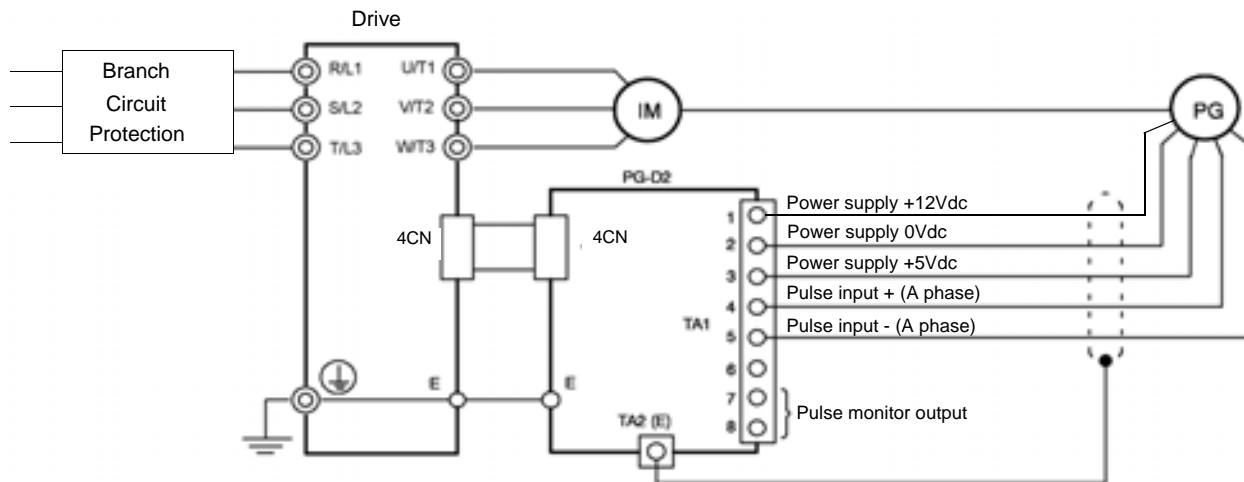 Drive
Branch
Circuit
Protection
R/L1
U/T1
S/L2
V/T2
T/L3
W/T3
IM
PG
PG-D2
4CN
4CN
1
Power supply +12Vdc
2
Power supply 0Vdc
3
Power supply +5Vdc
4
Pulse input + (A phase)
TA1
5
Pulse input - (A phase)
6
7
8
Pulse monitor output
E
E
TA2 (E)